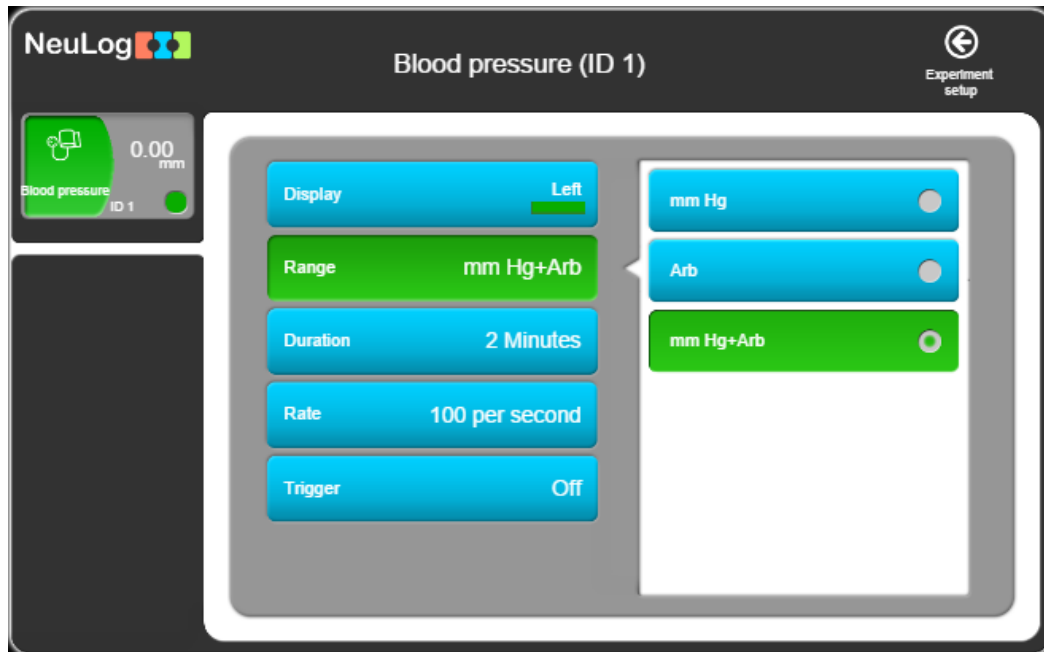 NeuLog
Blood pressure (ID 1)
Experiment
setup
0.00
mm
Blood pressure
ID 1
Display Left
Range mm Hg+Arb
Duration 2 Minutes
Rate 100 per second
Trigger Off
mm Hg
Arb
mm Hg+Arb